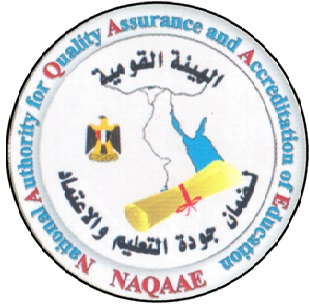 National Authority for Quality Assurance and Accreditation of Education
الهيئة القومية
لضمان جودة التعليم والاعتماد
NAQAAE